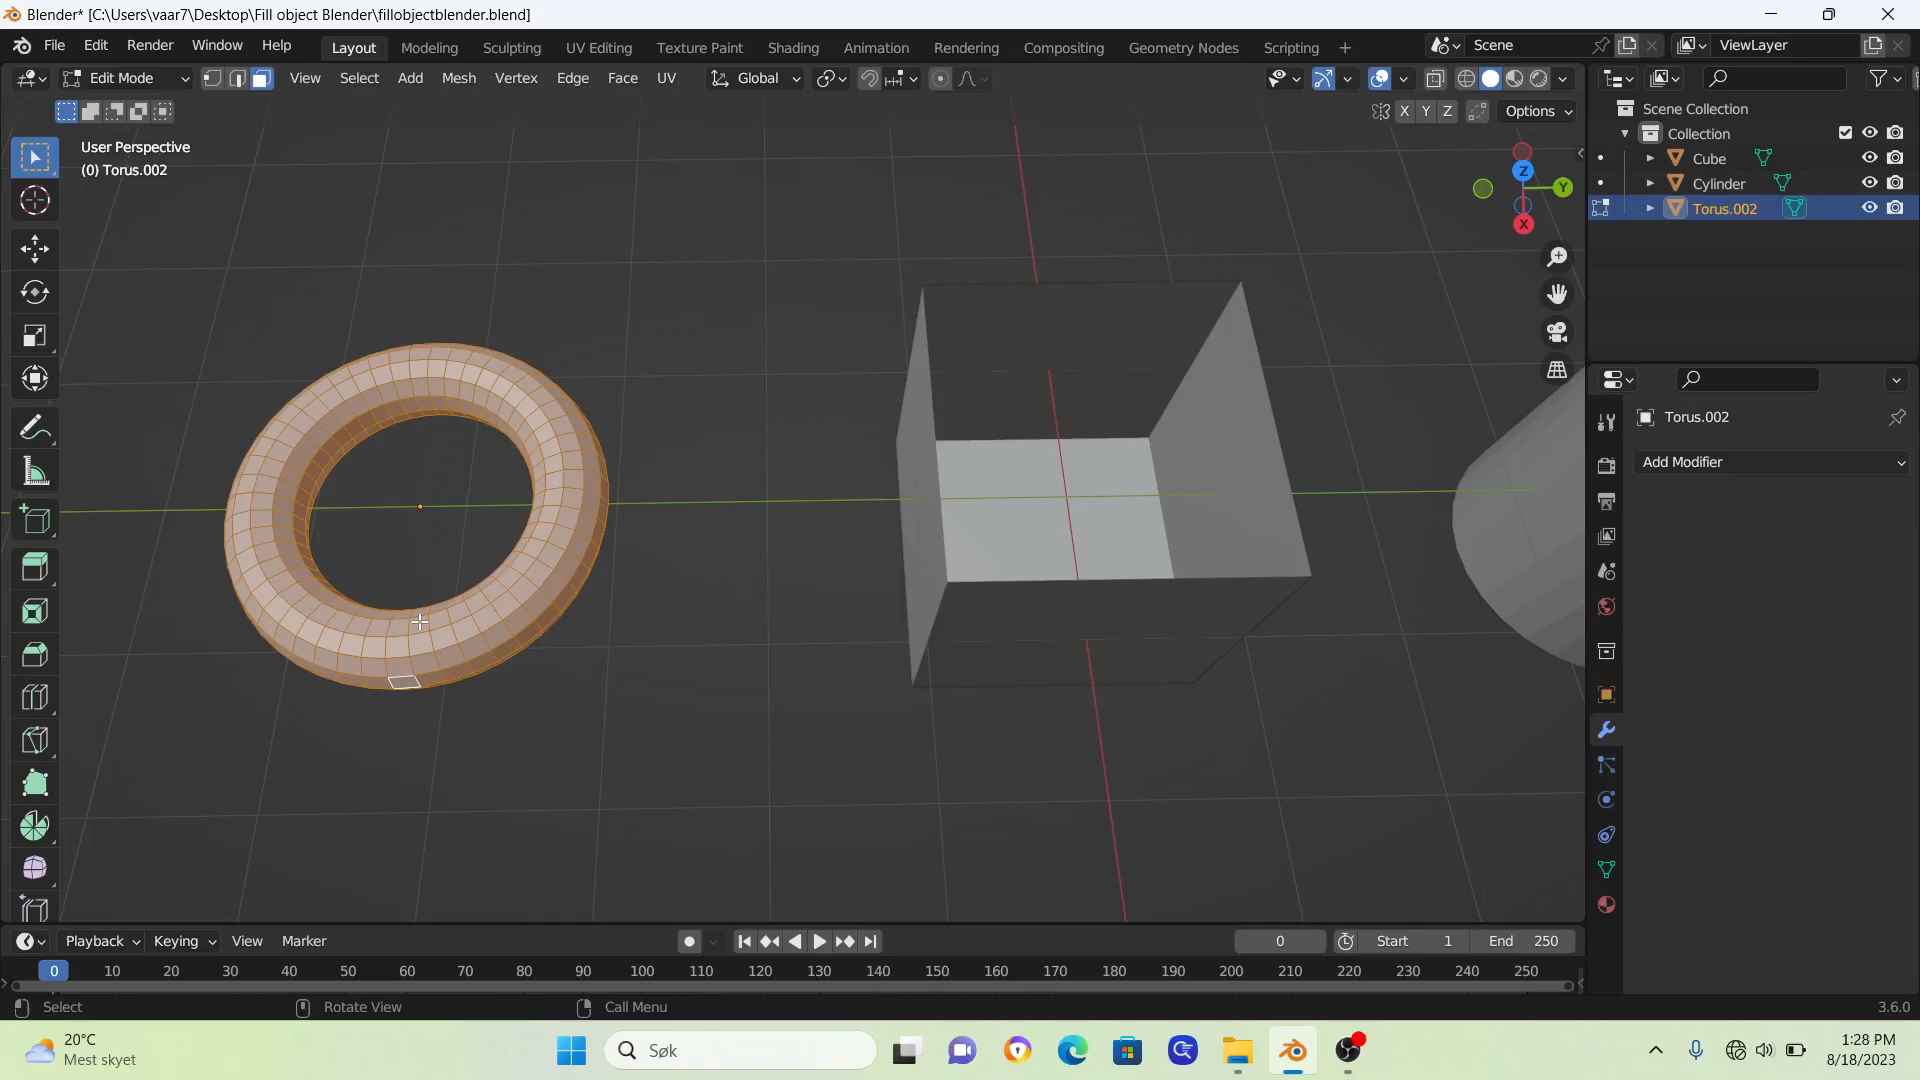 Blender* [C:\Users\vaar7\Desktop\Fill object Blender\fillobjectblender.blend]
File Edit Render Window Help Layout Modeling Sculpting UV Editing Texture Paint Shading Animation Rendering Compositing Geometry Nodes Scripting + Scene ViewLayer
Edit Mode View Select Add Mesh Vertex Edge Face UV Global
X Y Z Options
User Perspective
(0) Torus.002
Z
Y
X
Scene Collection
Collection
Cube
Cylinder
Torus.002
Torus.002
Add Modifier
Playback Keying View Marker 0 Start 1 End 250
0 10 20 30 40 50 60 70 80 90 100 110 120 130 140 150 160 170 180 190 200 210 220 230 240 250
Select Rotate View Call Menu 3.6.0
20°C
Mest skyet
Søk
1:28 PM
8/18/2023